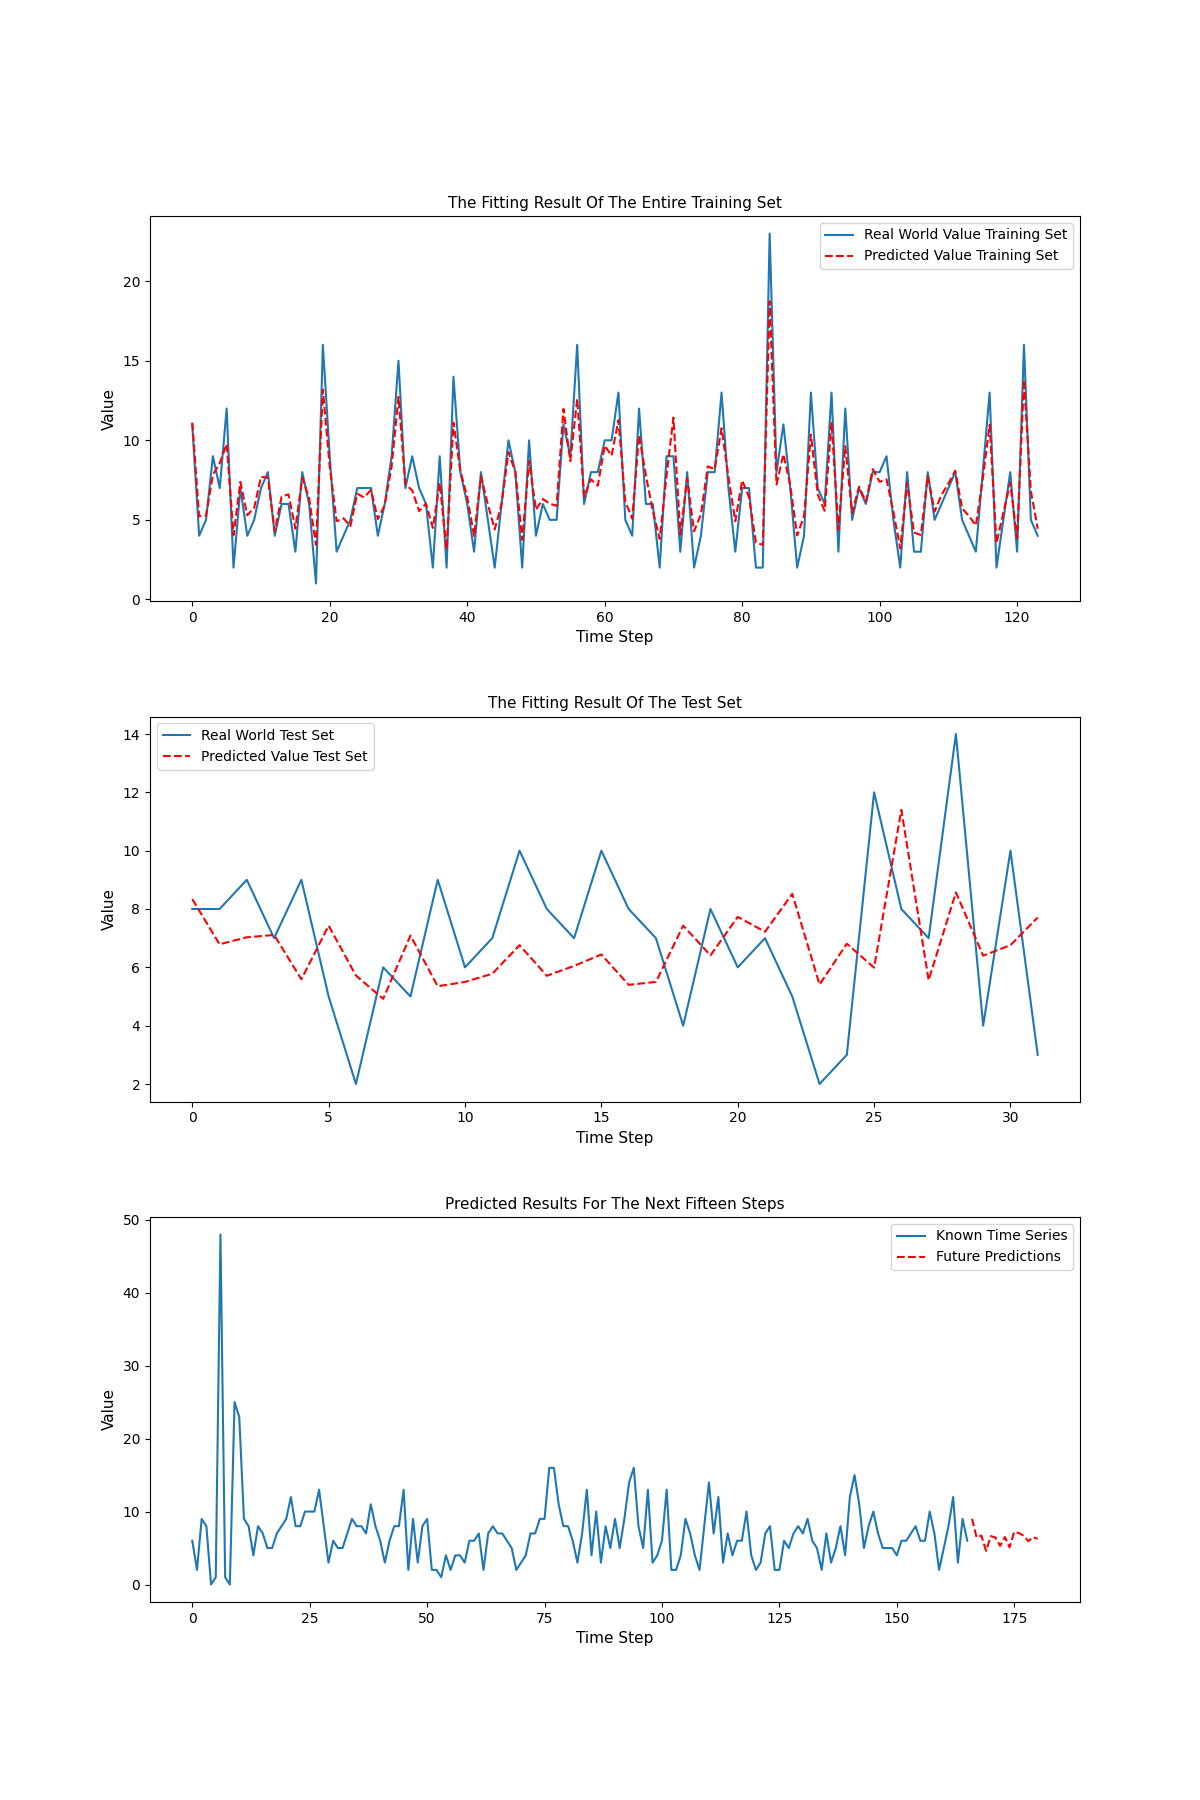 The Fitting Result Of The Entire Training Set
Real World Value Training Set
Predicted Value Training Set
Value
20
15
10
5
0
0 20 40 60 80 100 120
Time Step
The Fitting Result Of The Test Set
Real World Test Set
Predicted Value Test Set
Value
14
12
10
8
6
4
2
0 5 10 15 20 25 30
Time Step
Predicted Results For The Next Fifteen Steps
Known Time Series
Future Predictions
Value
50
40
30
20
10
0
0 25 50 75 100 125 150 175
Time Step